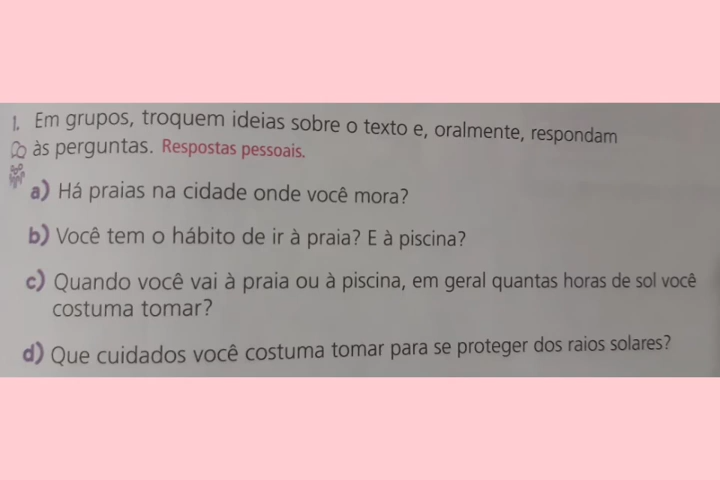 1. Em grupos, troquem ideias sobre o texto e, oralmente, respondam
às perguntas. Respostas pessoais.
a) Há praias na cidade onde você mora?
b) Você tem o hábito de ir à praia? E à piscina?
c) Quando você vai à praia ou à piscina, em geral quantas horas de sol você
costuma tomar?
d) Que cuidados você costuma tomar para se proteger dos raios solares?